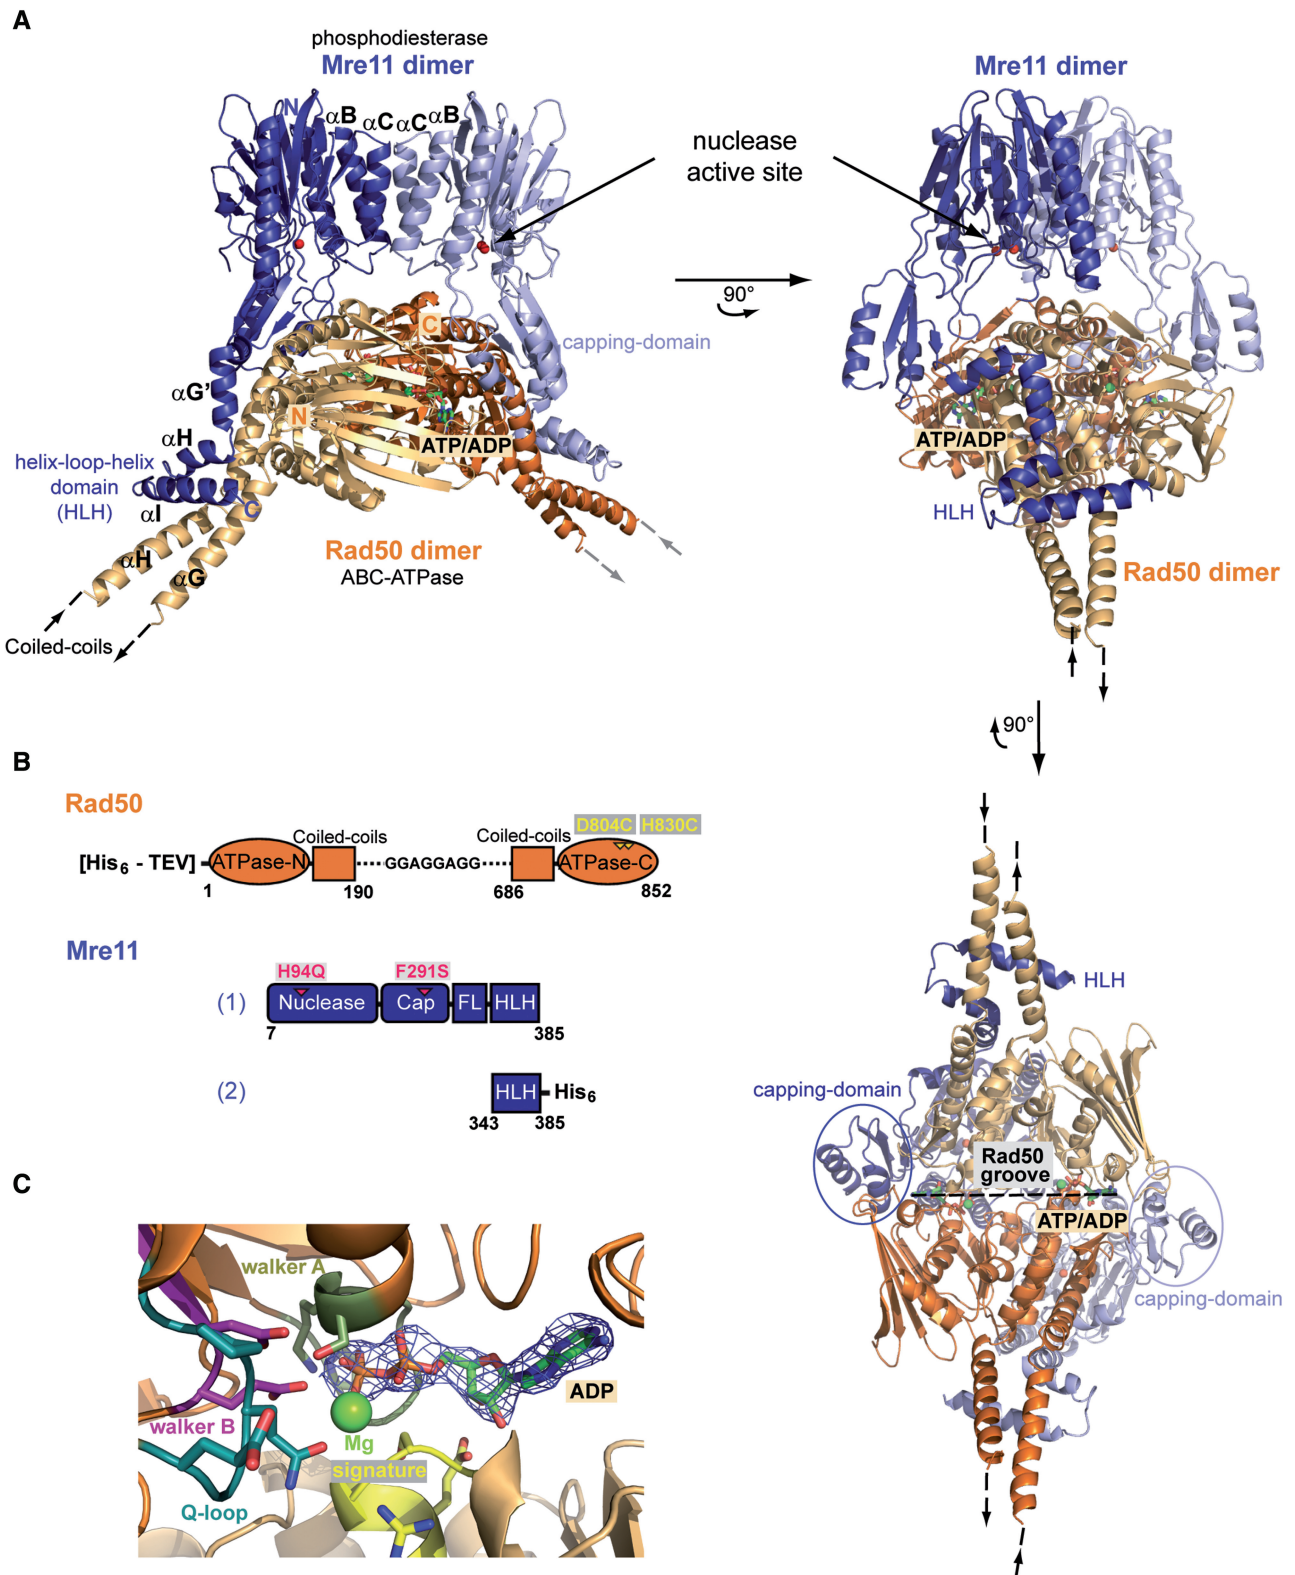 A
phosphodiesterase
Mre11 dimer
N
αB
αC
αC
αB
capping-domain
C
N
ATP/ADP
αG'
αH
helix-loop-helix
domain
(HLH)
αI
C
αH
αG
Rad50 dimer
ABC-ATPase
Coiled-coils
nuclease
active site
90°
Mre11 dimer
ATP/ADP
HLH
Rad50 dimer
90°
HLH
capping-domain
Rad50
groove
ATP/ADP
capping-domain
B
Rad50
D804C H830C
Coiled-coils
Coiled-coils
[His6 - TEV] ATPase-N GGAGGAGG ATPase-C
1 190 686 852
Mre11
H94Q F291S
(1) Nuclease Cap FL HLH
7 385
(2) HLH His6
343 385
C
walker A
ADP
walker B
Mg
signature
Q-loop